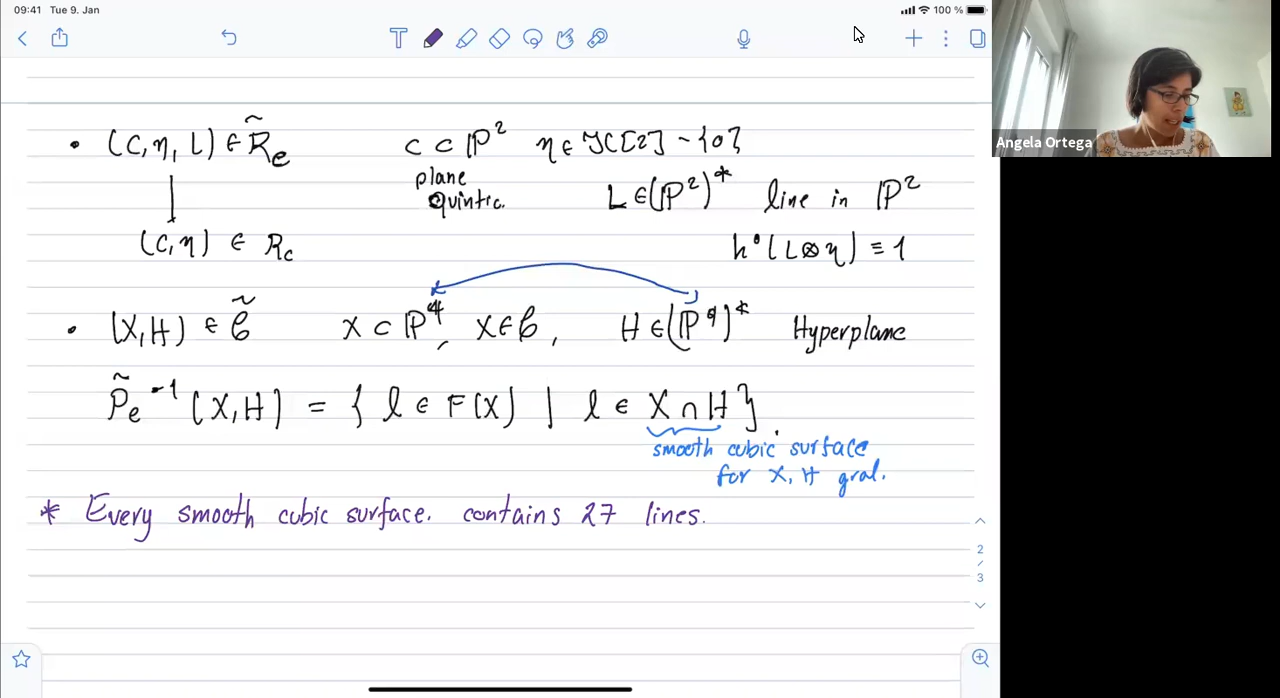 09:41 Tue 9. Jan 100 %
Angela Ortega
• (C, η, L) ∈ R̃e C ⊂ ℙ² η ∈ JC[2] - {0}
plane
quintic. L ∈ (ℙ²)* line in ℙ²
(C, η) ∈ Rc h⁰(L⊗η) ≡ 1
• (X, H) ∈ C̃ X ⊂ ℙ⁴, X ∈ C, H ∈ (ℙ⁴)* Hyperplane
P̃e⁻¹(X, H) = { l ∈ F(X) | l ∈ X ∩ H }.
smooth cubic surface
for X, H gral.
* Every smooth cubic surface. contains 27 lines.
2
/
3